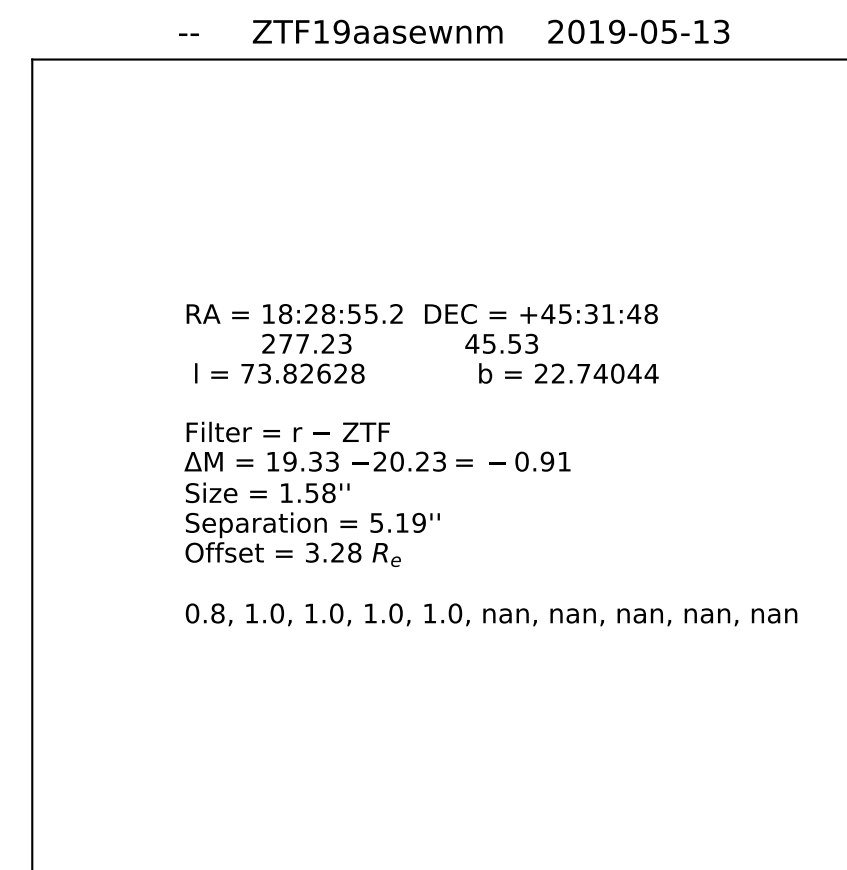 -- ZTF19aasewnm 2019-05-13
RA = 18:28:55.2 DEC = +45:31:48
277.23 45.53
l = 73.82628 b = 22.74044
Filter = r − ZTF
ΔM = 19.33 −20.23 = − 0.91
Size = 1.58''
Separation = 5.19''
Offset = 3.28 Re
0.8, 1.0, 1.0, 1.0, 1.0, nan, nan, nan, nan, nan